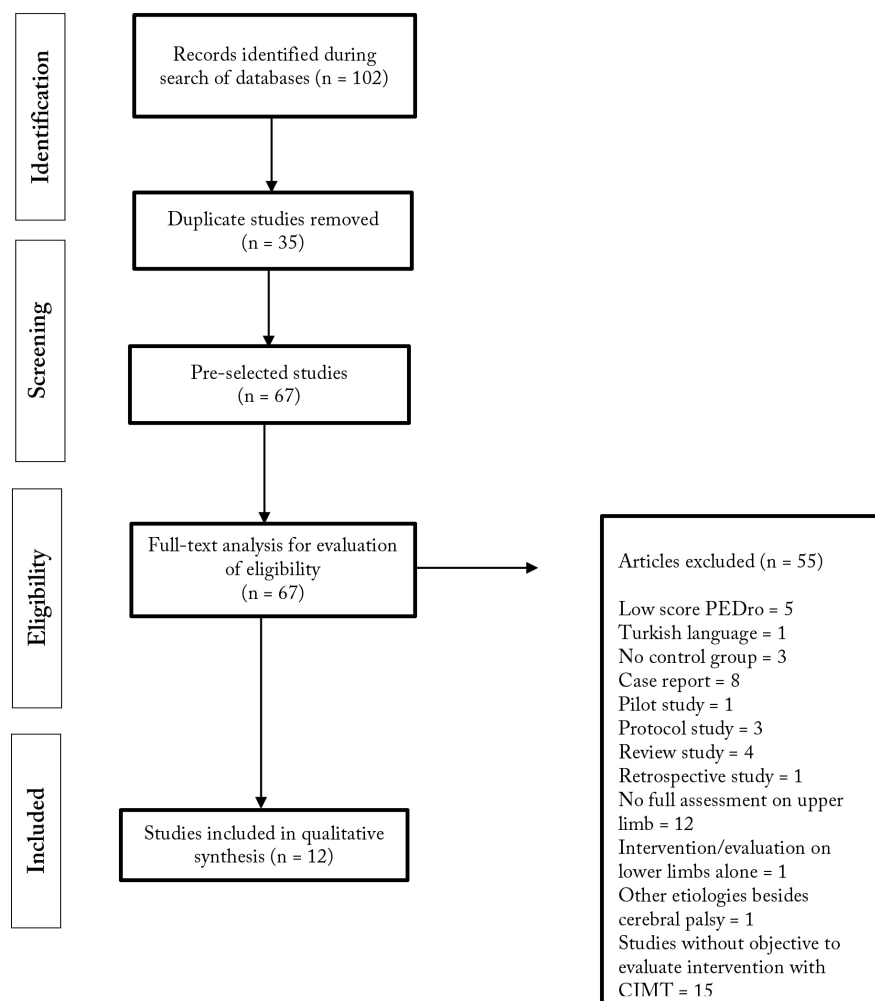 Identification
Records identified during
search of databases (n = 102)
Duplicate studies removed
(n = 35)
Screening
Pre-selected studies
(n = 67)
Eligibility
Full-text analysis for evaluation
of eligibility
(n = 67)
Articles excluded (n = 55)
Low score PEDro = 5
Turkish language = 1
No control group = 3
Case report = 8
Pilot study = 1
Protocol study = 3
Review study = 4
Retrospective study = 1
No full assessment on upper
limb = 12
Intervention/evaluation on
lower limbs alone = 1
Other etiologies besides
cerebral palsy = 1
Studies without objective to
evaluate intervention with
CIMT = 15
Included
Studies included in qualitative
synthesis (n = 12)